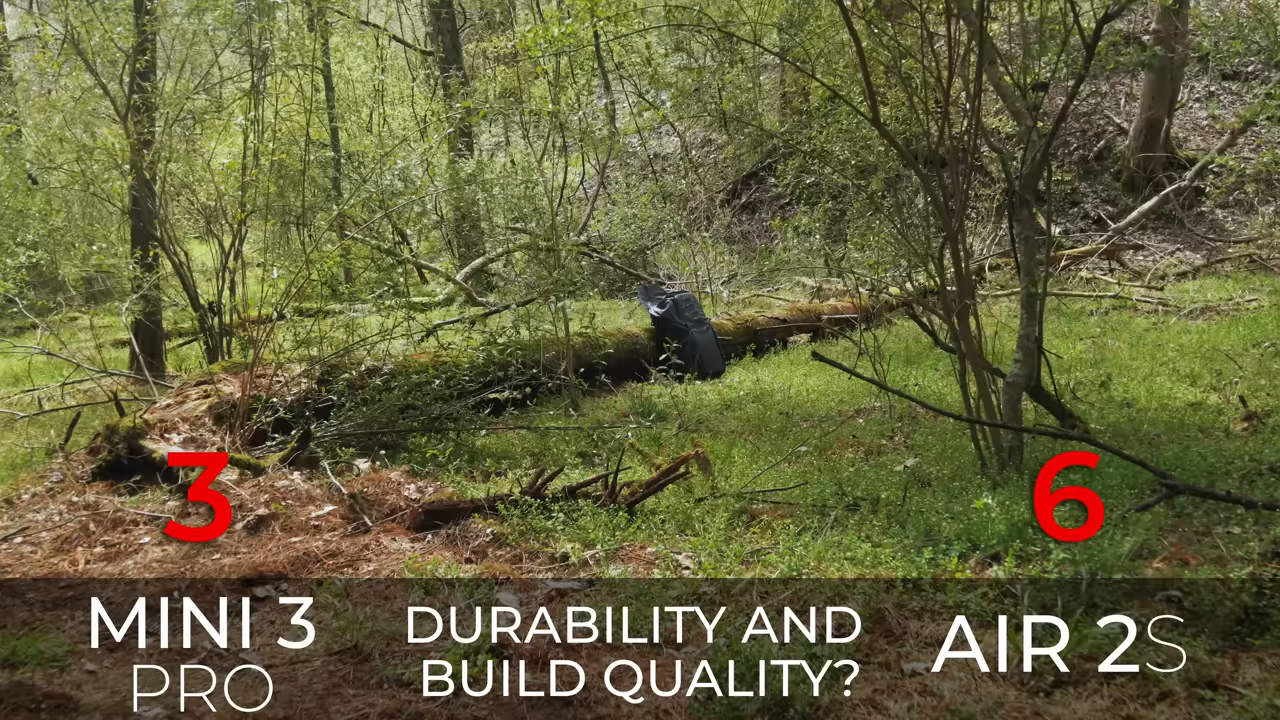 3
6
MINI 3
PRO
DURABILITY AND
BUILD QUALITY?
AIR 2S